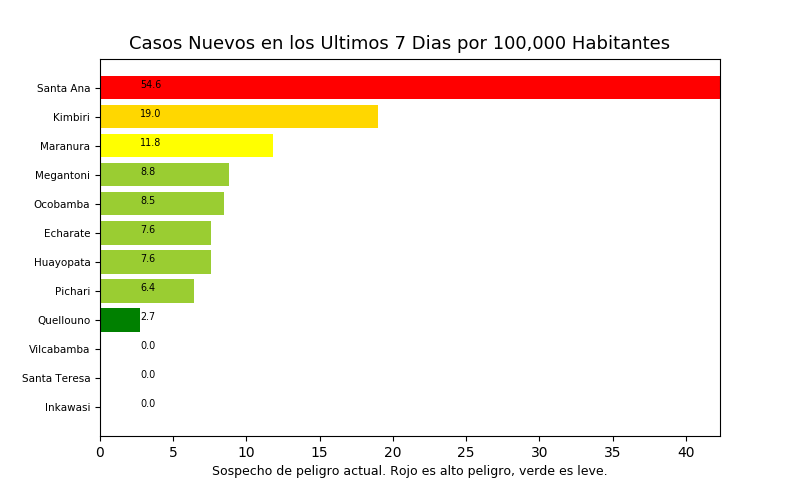 Casos Nuevos en los Ultimos 7 Dias por 100,000 Habitantes
Santa Ana 54.6
Kimbiri 19.0
Maranura 11.8
Megantoni 8.8
Ocobamba 8.5
Echarate 7.6
Huayopata 7.6
Pichari 6.4
Quellouno 2.7
Vilcabamba 0.0
Santa Teresa 0.0
Inkawasi 0.0
0 5 10 15 20 25 30 35 40
Sospecho de peligro actual. Rojo es alto peligro, verde es leve.